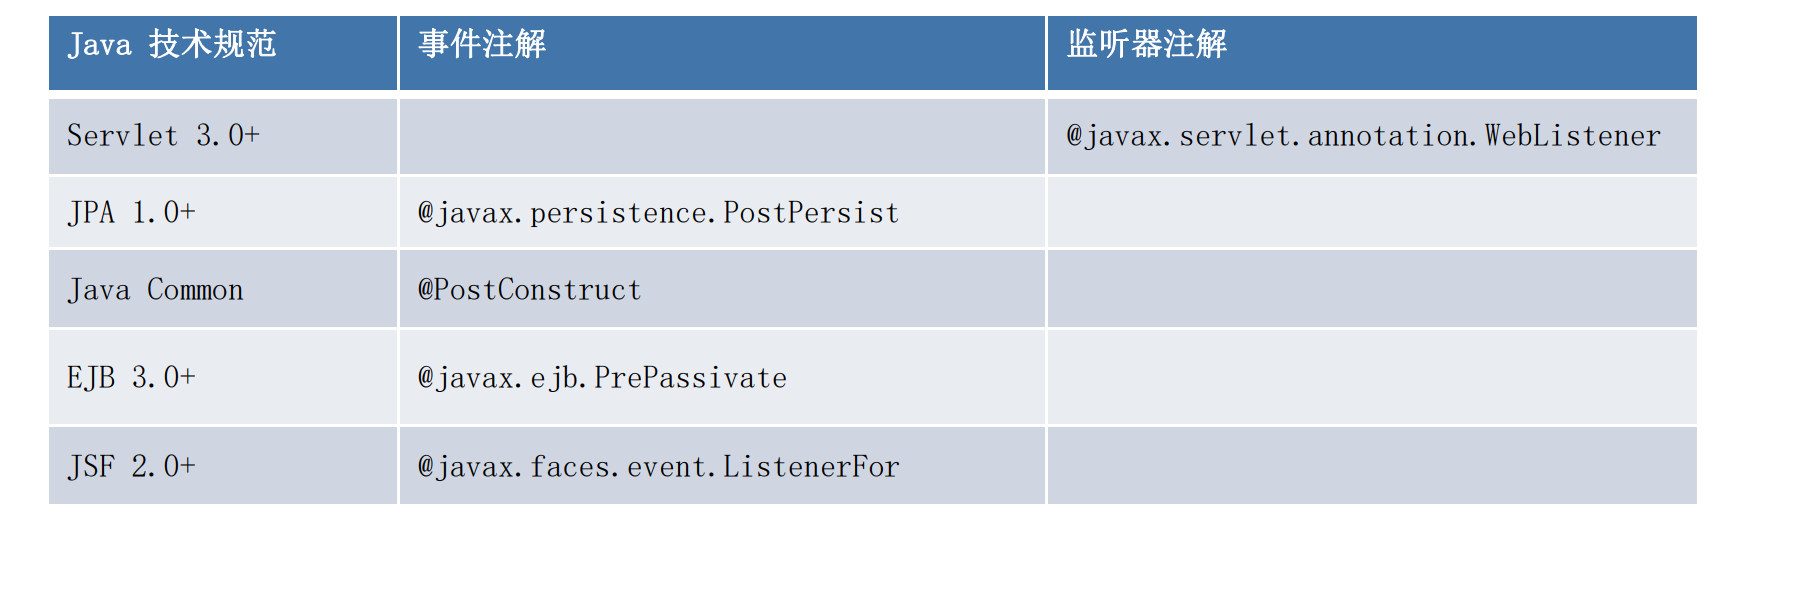 Java 技术规范 事件注解 监听器注解
Servlet 3.0+ @javax.servlet.annotation.WebListener
JPA 1.0+ @javax.persistence.PostPersist
Java Common @PostConstruct
EJB 3.0+ @javax.ejb.PrePassivate
JSF 2.0+ @javax.faces.event.ListenerFor